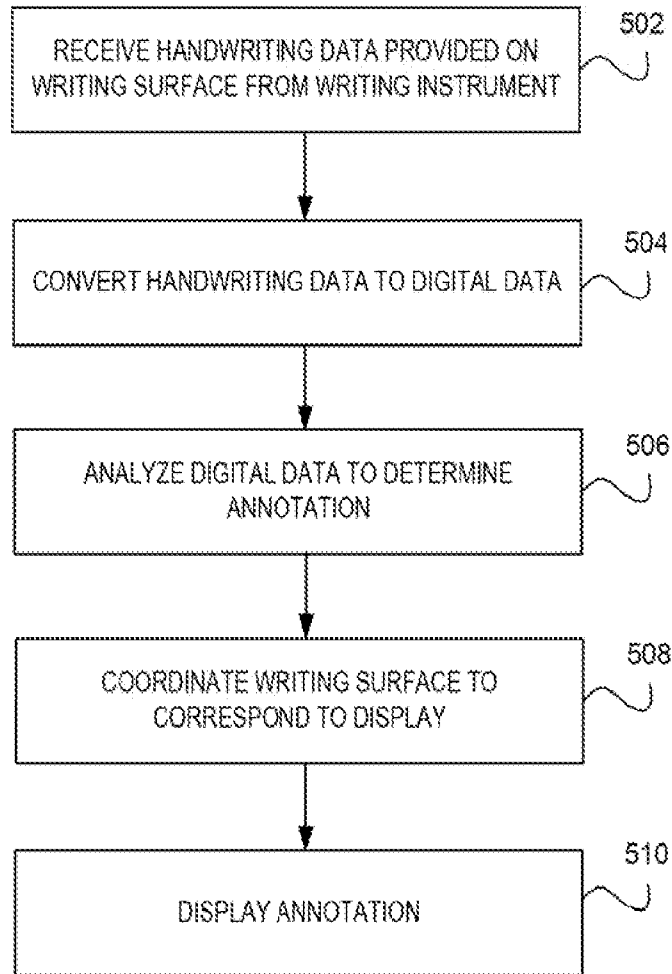 502
RECEIVE HANDWRITING DATA PROVIDED ON
WRITING SURFACE FROM WRITING INSTRUMENT
504
CONVERT HANDWRITING DATA TO DIGITAL DATA
506
ANALYZE DIGITAL DATA TO DETERMINE
ANNOTATION
508
COORDINATE WRITING SURFACE TO
CORRESPOND TO DISPLAY
510
DISPLAY ANNOTATION